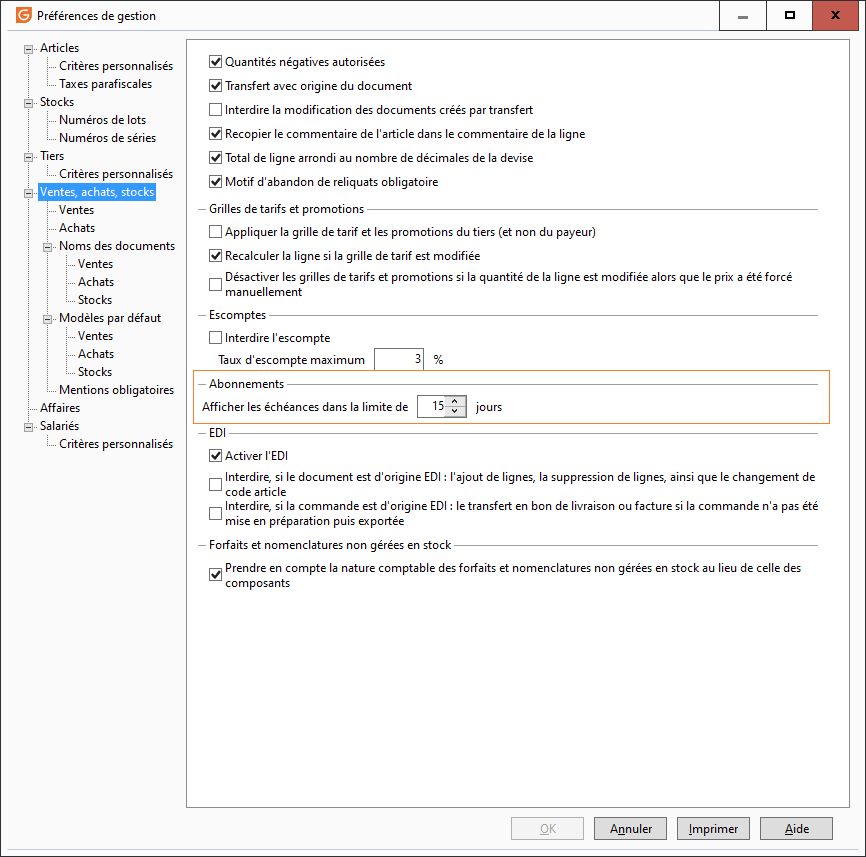 Préférences de gestion
Articles
Critères personnalisés
Taxes parafiscales
Stocks
Numéros de lots
Numéros de séries
Tiers
Critères personnalisés
Ventes, achats, stocks
Ventes
Achats
Noms des documents
Ventes
Achats
Stocks
Modèles par défaut
Ventes
Achats
Stocks
Mentions obligatoires
Affaires
Salariés
Critères personnalisés
Quantités négatives autorisées
Transfert avec origine du document
Interdire la modification des documents créés par transfert
Recopier le commentaire de l'article dans le commentaire de la ligne
Total de ligne arrondi au nombre de décimales de la devise
Motif d'abandon de reliquats obligatoire
Grilles de tarifs et promotions
Appliquer la grille de tarif et les promotions du tiers (et non du payeur)
Recalculer la ligne si la grille de tarif est modifiée
Désactiver les grilles de tarifs et promotions si la quantité de la ligne est modifiée alors que le prix a été forcé
manuellement
Escomptes
Interdire l'escompte
Taux d'escompte maximum 3 %
Abonnements
Afficher les échéances dans la limite de 15 jours
EDI
Activer l'EDI
Interdire, si le document est d'origine EDI : l'ajout de lignes, la suppression de lignes, ainsi que le changement de
code article
Interdire, si la commande est d'origine EDI : le transfert en bon de livraison ou facture si la commande n'a pas été
mise en préparation puis exportée
Forfaits et nomenclatures non gérées en stock
Prendre en compte la nature comptable des forfaits et nomenclatures non gérées en stock au lieu de celle des
composants
OK Annuler Imprimer Aide